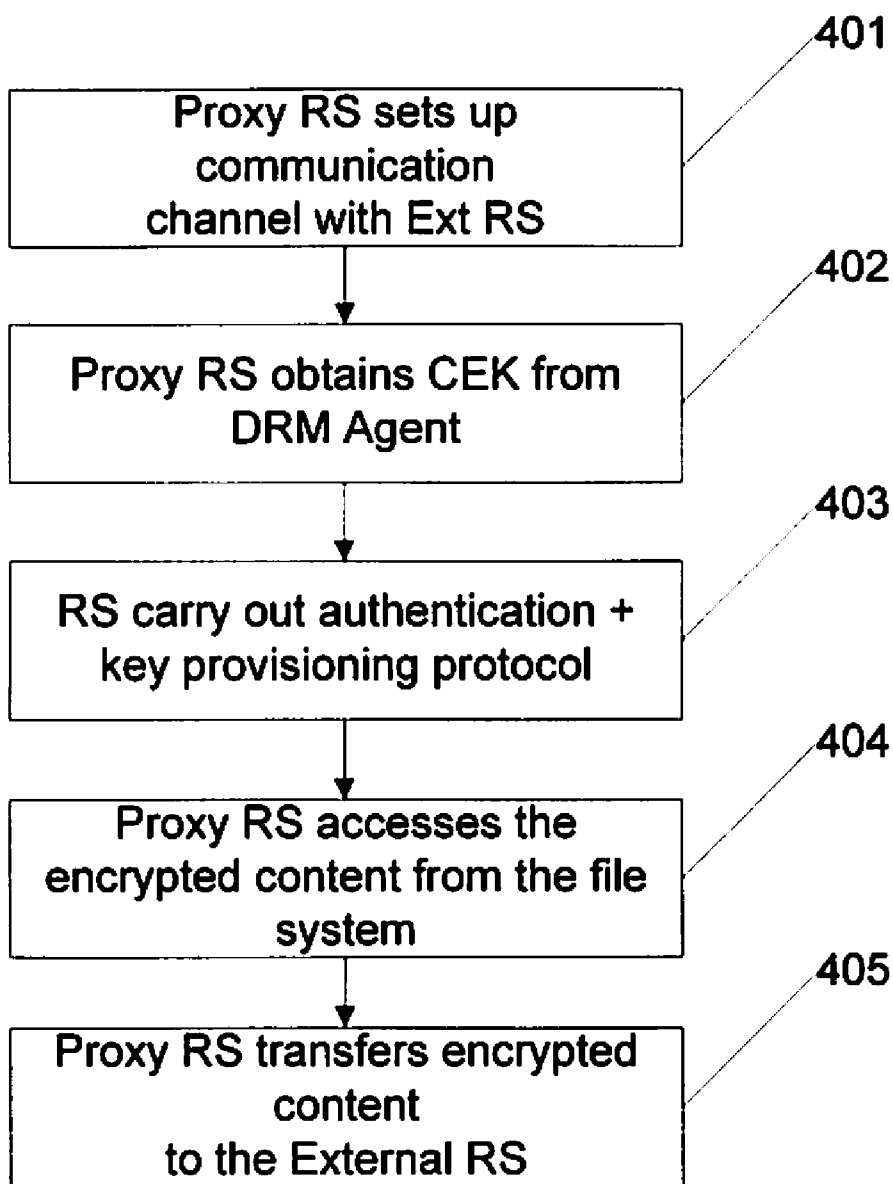 401
Proxy RS sets up
communication
channel with Ext RS
402
Proxy RS obtains CEK from
DRM Agent
403
RS carry out authentication +
key provisioning protocol
404
Proxy RS accesses the
encrypted content from the file
system
405
Proxy RS transfers encrypted
content
to the External RS